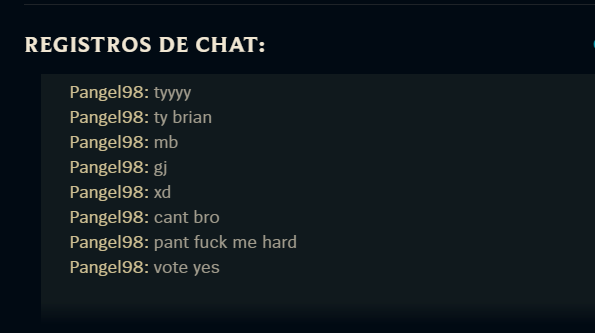 REGISTROS DE CHAT:
Pangel98: tyyyy
Pangel98: ty brian
Pangel98: mb
Pangel98: gj
Pangel98: xd
Pangel98: cant bro
Pangel98: pant fuck me hard
Pangel98: vote yes